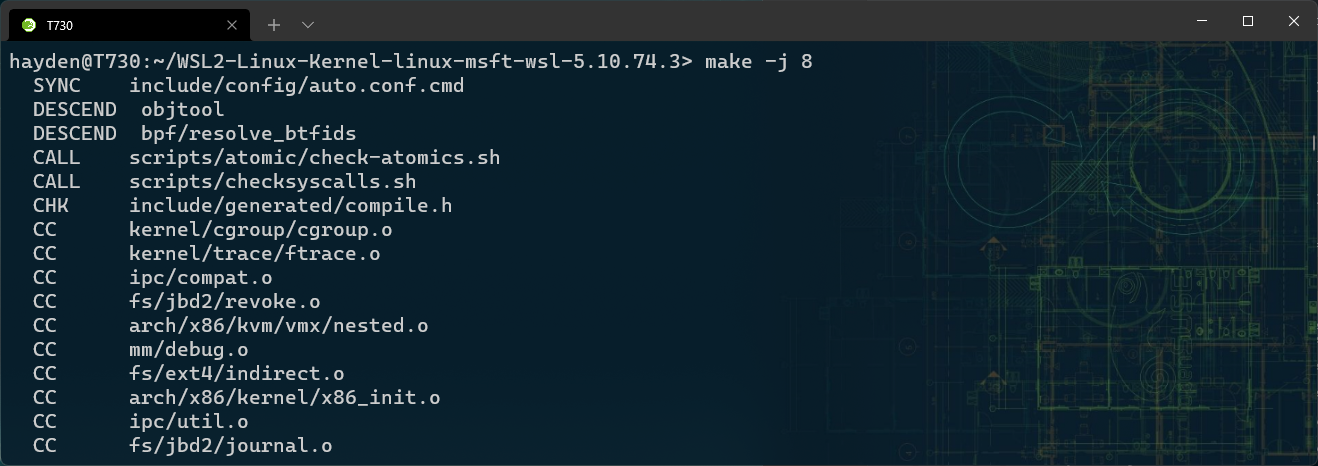 T730
hayden@T730:~/WSL2-Linux-Kernel-linux-msft-wsl-5.10.74.3> make -j 8
SYNC    include/config/auto.conf.cmd
DESCEND  objtool
DESCEND  bpf/resolve_btfids
CALL    scripts/atomic/check-atomics.sh
CALL    scripts/checksyscalls.sh
CHK     include/generated/compile.h
CC      kernel/cgroup/cgroup.o
CC      kernel/trace/ftrace.o
CC      ipc/compat.o
CC      fs/jbd2/revoke.o
CC      arch/x86/kvm/vmx/nested.o
CC      mm/debug.o
CC      fs/ext4/indirect.o
CC      arch/x86/kernel/x86_init.o
CC      ipc/util.o
CC      fs/jbd2/journal.o